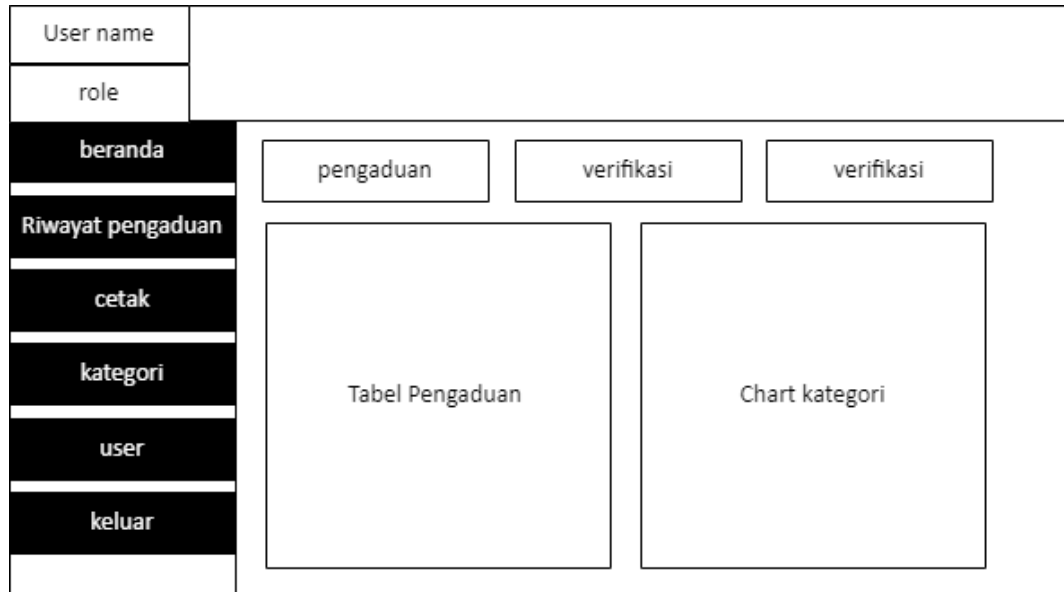 User name
role
beranda
Riwayat pengaduan
cetak
kategori
user
keluar
pengaduan
verifikasi
verifikasi
Tabel Pengaduan
Chart kategori